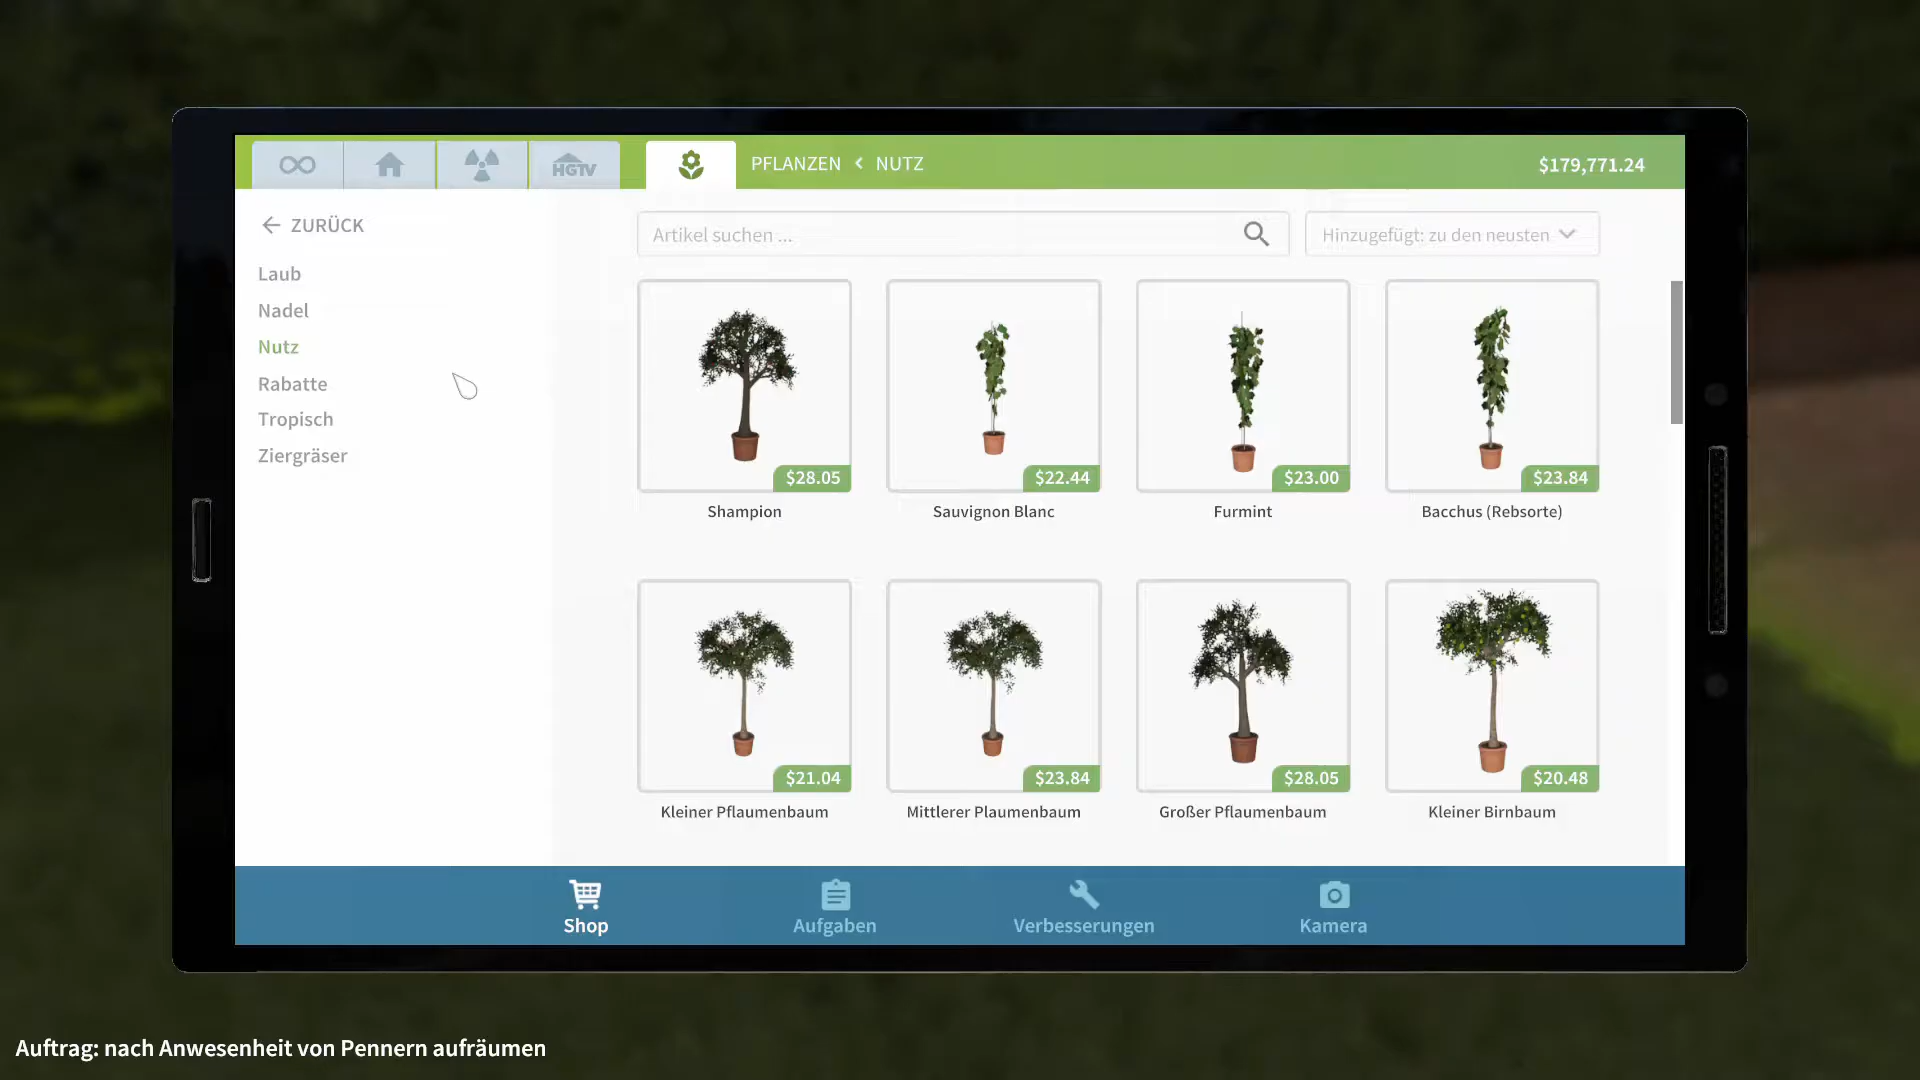 HGTV
PFLANZEN < NUTZ
$179,771.24
ZURÜCK
Artikel suchen ...
Hinzugefügt: zu den neusten
Laub
Nadel
Nutz
Rabatte
Tropisch
Ziergräser
$28.05
$22.44
$23.00
$23.84
Shampion
Sauvignon Blanc
Furmint
Bacchus (Rebsorte)
$21.04
$23.84
$28.05
$20.48
Kleiner Pflaumenbaum
Mittlerer Plaumenbaum
Großer Pflaumenbaum
Kleiner Birnbaum
Shop
Aufgaben
Verbesserungen
Kamera
Auftrag: nach Anwesenheit von Pennern aufräumen